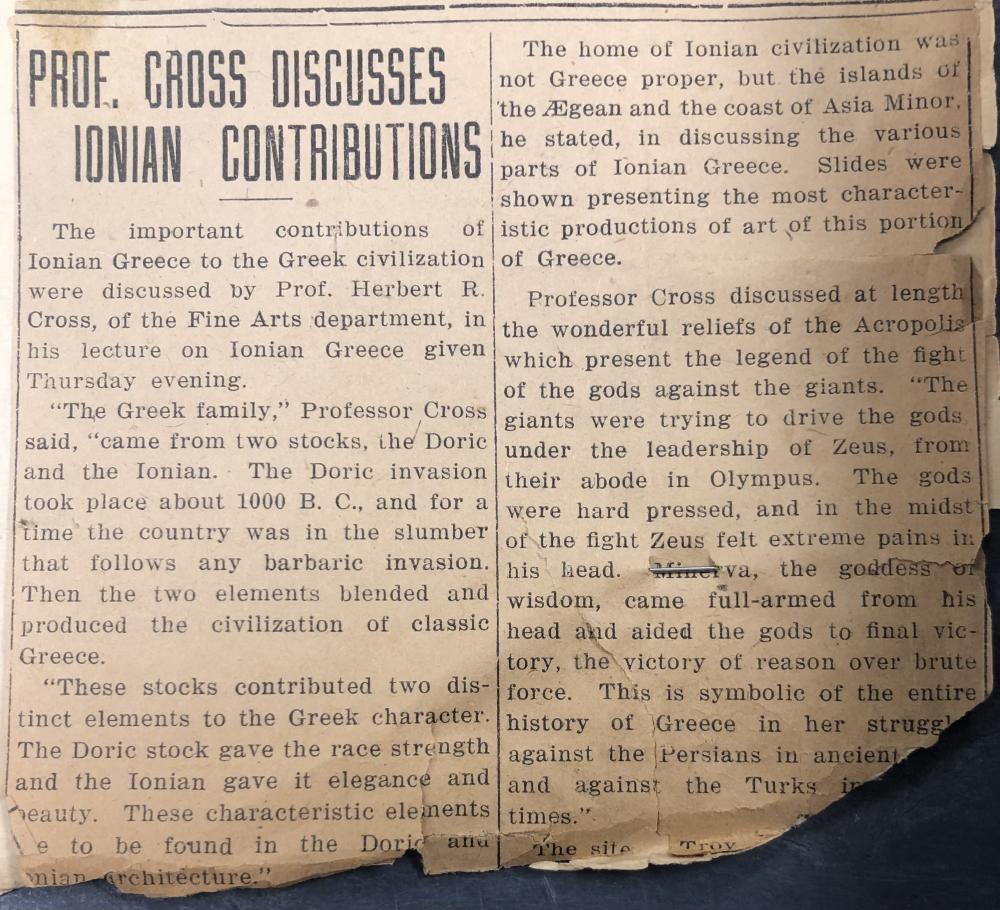 PROF. CROSS DISCUSSES
IONIAN CONTRIBUTIONS
The important contributions of
Ionian Greece to the Greek civilization
were discussed by Prof. Herbert R.
Cross, of the Fine Arts department, in
his lecture on Ionian Greece given
Thursday evening.
“The Greek family,” Professor Cross
said, “came from two stocks, the Doric
and the Ionian. The Doric invasion
took place about 1000 B. C., and for a
time the country was in the slumber
that follows any barbaric invasion.
Then the two elements blended and
produced the civilization of classic
Greece.
“These stocks contributed two dis-
tinct elements to the Greek character.
The Doric stock gave the race strength
and the Ionian gave it elegance and
beauty. These characteristic elements
to be found in the Doric and
architecture.”
The home of Ionian civilization was
not Greece proper, but the islands of
the Ægean and the coast of Asia Minor,
he stated, in discussing the various
parts of Ionian Greece. Slides were
shown presenting the most character-
istic productions of art of this portion
of Greece.
Professor Cross discussed at length
the wonderful reliefs of the Acropolis
which present the legend of the fight
of the gods against the giants. “The
giants were trying to drive the gods,
under the leadership of Zeus, from
their abode in Olympus. The gods
were hard pressed, and in the midst
of the fight Zeus felt extreme pains in
his head. Minerva, the goddess of
wisdom, came full-armed from his
head and aided the gods to final vic-
tory, the victory of reason over brute
force. This is symbolic of the entire
history of Greece in her struggle
against the Persians in ancient
and against the Turks in
times.”
The site Troy